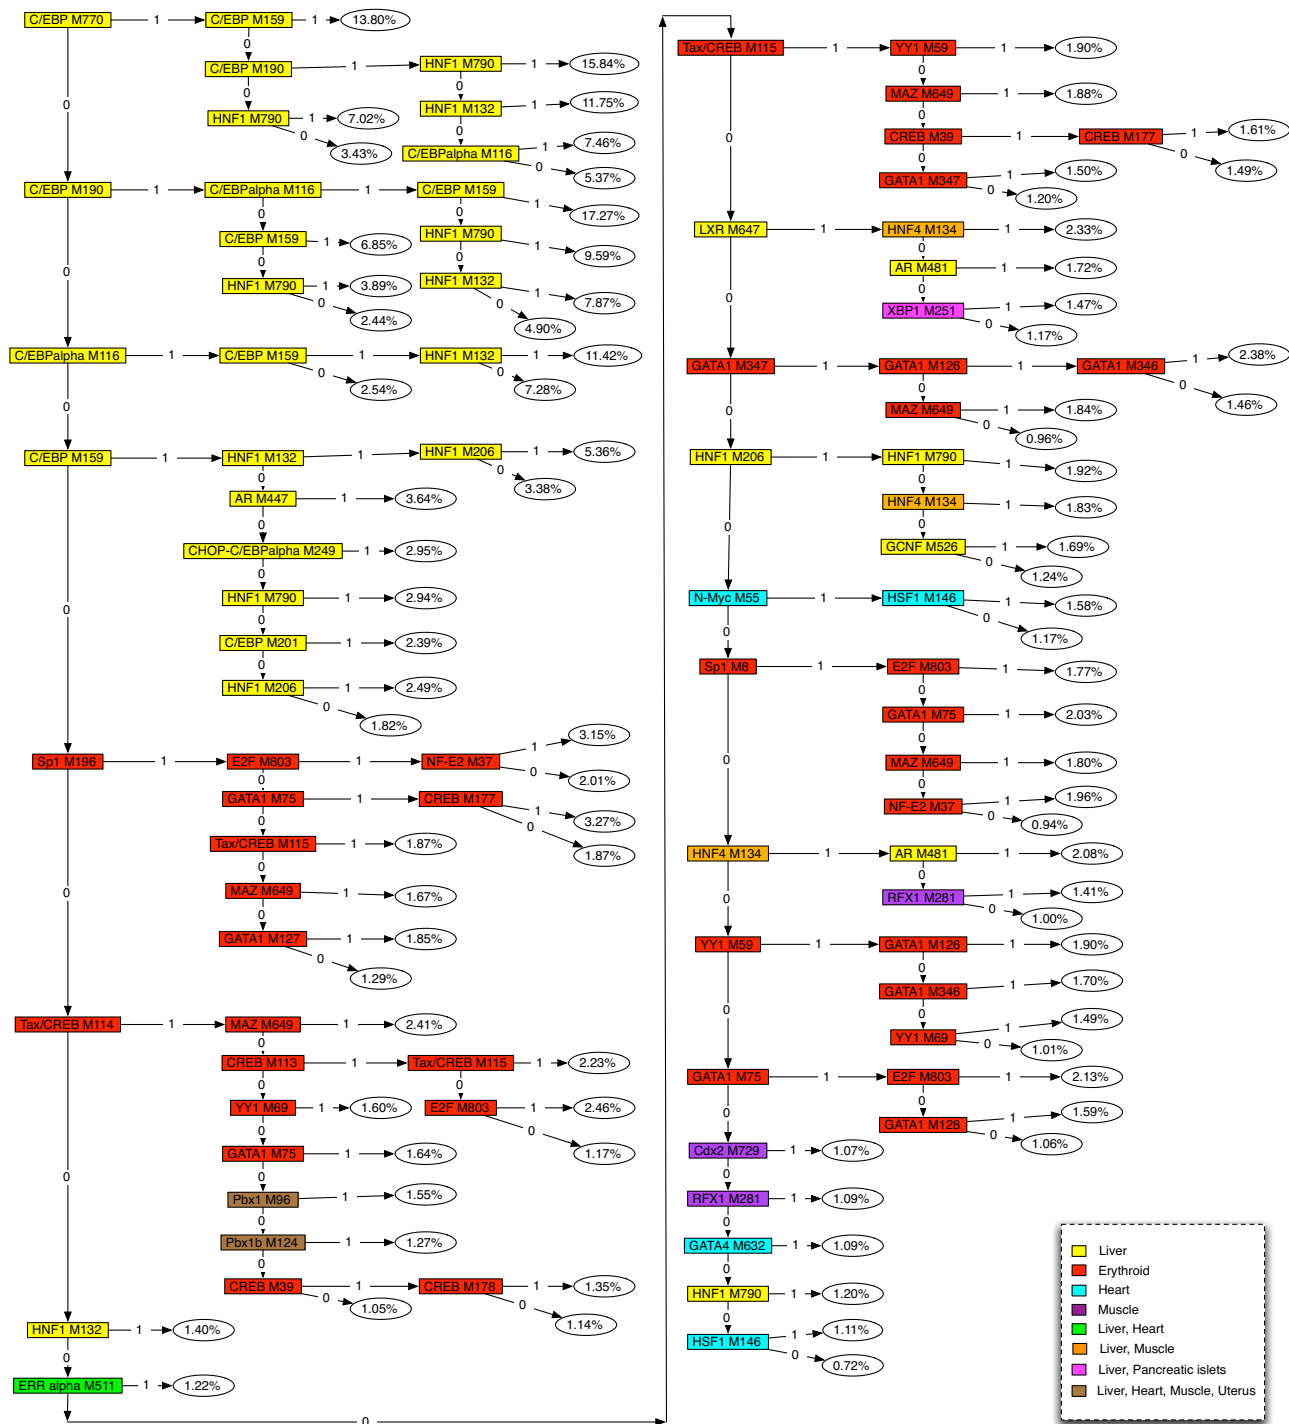 C/EBP M770 1 C/EBP M159 1 13.80%
0
C/EBP M190 1 HNF1 M790 1 15.84%
0 0
HNF1 M790 1 7.02% HNF1 M132 1 11.75%
0 3.43% 0
C/EBPalpha M116 1 7.46%
0 5.37%
0
C/EBP M190 1 C/EBPalpha M116 1 C/EBP M159 1 17.27%
0 0
C/EBP M159 1 6.85% HNF1 M790 1 9.59%
0 0
HNF1 M790 1 3.89% HNF1 M132 1 7.87%
0 2.44% 0 4.90%
0
C/EBPalpha M116 1 C/EBP M159 1 HNF1 M132 1 11.42%
0 2.54% 0 7.28%
0
C/EBP M159 1 HNF1 M132 1 HNF1 M206 1 5.36%
0 0 3.38%
AR M447 1 3.64%
0
CHOP-C/EBPalpha M249 1 2.95%
0
HNF1 M790 1 2.94%
0
C/EBP M201 1 2.39%
0
HNF1 M206 1 2.49%
0 1.82%
0
Sp1 M196 1 E2F M803 1 NF-E2 M37 1 3.15%
0 0 2.01%
GATA1 M75 1 CREB M177 1 3.27%
0 0 1.87%
Tax/CREB M115 1 1.87%
0
MAZ M649 1 1.67%
0
GATA1 M127 1 1.85%
0 1.29%
0
Tax/CREB M114 1 MAZ M649 1 2.41%
0
CREB M113 1 Tax/CREB M115 1 2.23%
0 0
YY1 M69 1 1.60% E2F M803 1 2.46%
0 0 1.17%
GATA1 M75 1 1.64%
0
Pbx1 M96 1 1.55%
0
Pbx1b M124 1 1.27%
0
CREB M39 1 CREB M178 1 1.35%
0 1.05% 0 1.14%
0
HNF1 M132 1 1.40%
0
ERR alpha M511 1 1.22%
0
Tax/CREB M115 1 YY1 M59 1 1.90%
0
MAZ M649 1 1.88%
0
CREB M39 1 CREB M177 1 1.61%
0 0 1.49%
GATA1 M347 1 1.50%
0 1.20%
0
LXR M647 1 HNF4 M134 1 2.33%
0
AR M481 1 1.72%
0
XBP1 M251 1 1.47%
0 1.17%
0
GATA1 M347 1 GATA1 M126 1 GATA1 M346 1 2.38%
0 0 1.46%
MAZ M649 1 1.84%
0 0.96%
0
HNF1 M206 1 HNF1 M790 1 1.92%
0
HNF4 M134 1 1.83%
0
GCNF M526 1 1.69%
0 1.24%
0
N-Myc M55 1 HSF1 M146 1 1.58%
0 1.17%
0
Sp1 M8 1 E2F M803 1 1.77%
0
GATA1 M75 1 2.03%
0
MAZ M649 1 1.80%
0
NF-E2 M37 1 1.96%
0 0.94%
0
HNF4 M134 1 AR M481 1 2.08%
0
RFX1 M281 1 1.41%
0 1.00%
0
YY1 M59 1 GATA1 M126 1 1.90%
0
GATA1 M346 1 1.70%
0
YY1 M69 1 1.49%
0 1.01%
0
GATA1 M75 1 E2F M803 1 2.13%
0
GATA1 M128 1 1.59%
0 1.06%
0
Cdx2 M729 1 1.07%
0
RFX1 M281 1 1.09%
0
GATA4 M632 1 1.09%
0
HNF1 M790 1 1.20%
0
HSF1 M146 1 1.11%
0 0.72%
Liver
Erythroid
Heart
Muscle
Liver, Heart
Liver, Muscle
Liver, Pancreatic islets
Liver, Heart, Muscle, Uterus